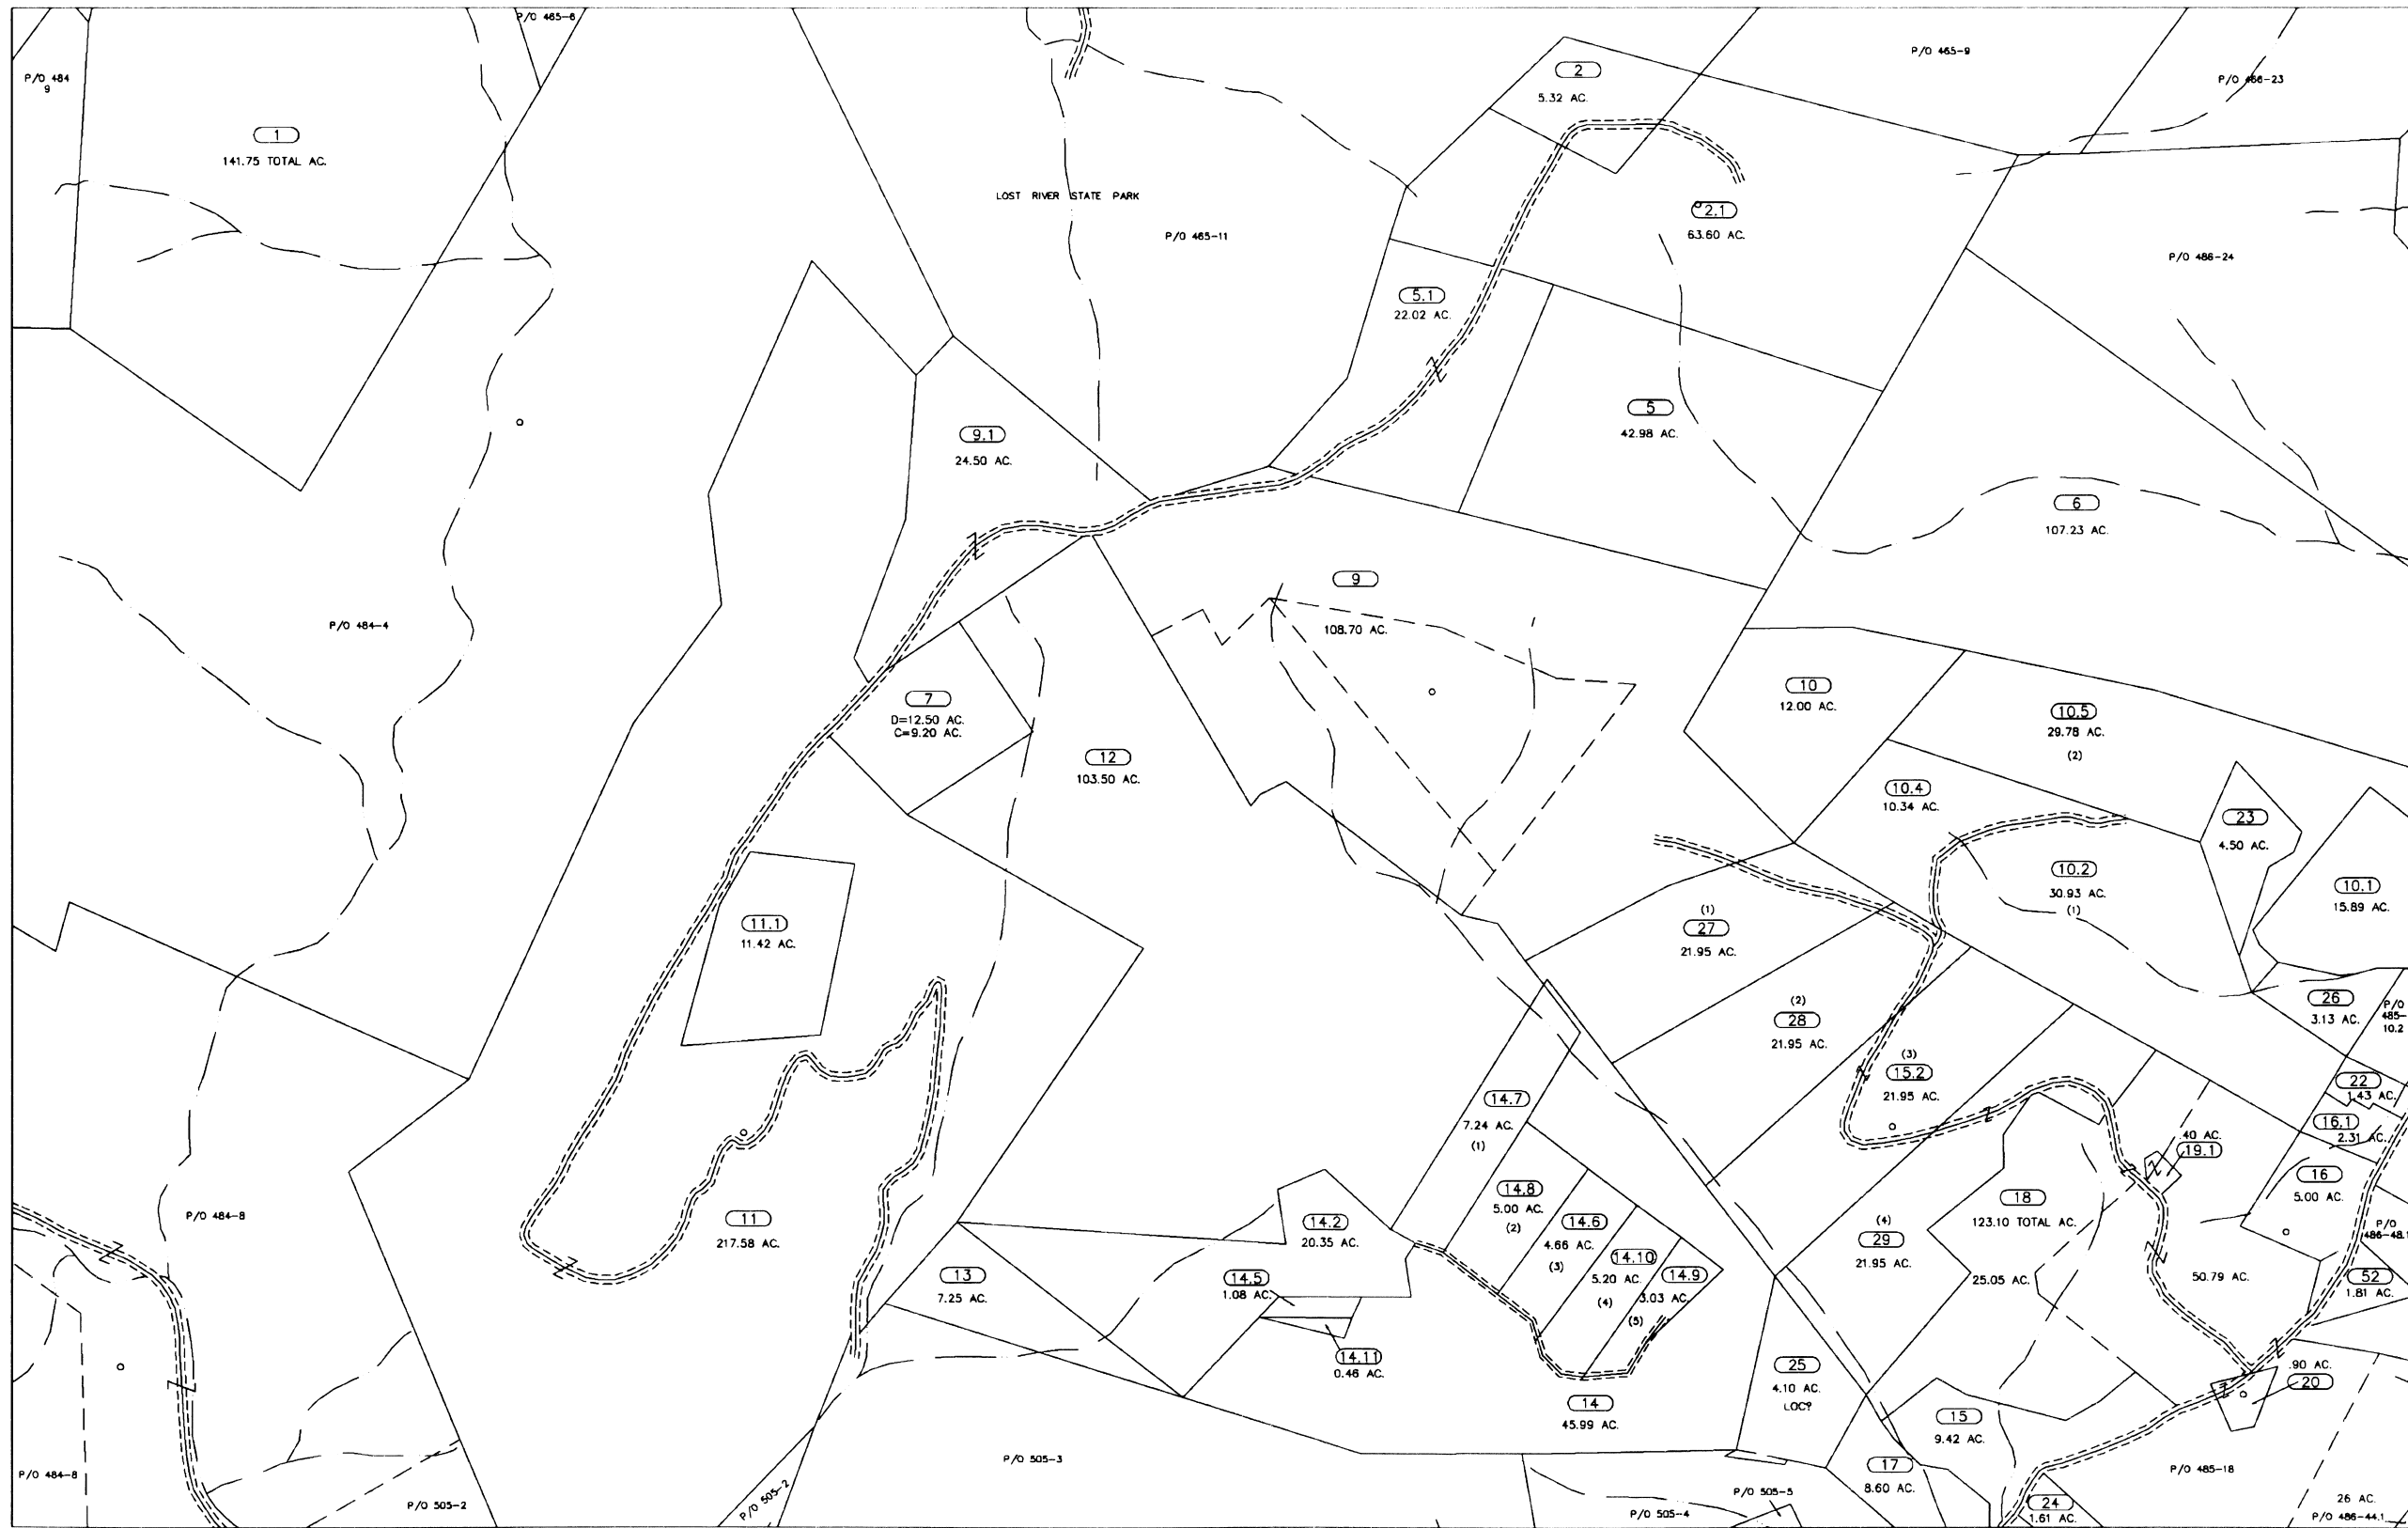 P/O 465-6
P/O 484
9
1
141.75 TOTAL AC.
2
5.32 AC.
P/O 465-9
P/O 466-23
LOST RIVER STATE PARK
P/O 465-11
2.1
63.60 AC.
P/O 486-24
5.1
22.02 AC.
5
42.98 AC.
9.1
24.50 AC.
6
107.23 AC.
9
108.70 AC.
P/O 484-4
7
D=12.50 AC.
C=9.20 AC.
12
103.50 AC.
10
12.00 AC.
10.5
29.78 AC.
(2)
10.4
10.34 AC.
23
4.50 AC.
10.2
30.93 AC.
(1)
10.1
15.89 AC.
11.1
11.42 AC.
(1)
27
21.95 AC.
(2)
28
21.95 AC.
26
3.13 AC.
P/O
485-
10.2
(3)
15.2
21.95 AC.
22
1.43 AC.
14.7
7.24 AC.
(1)
16.1
2.31 AC.
.40 AC.
19.1
16
5.00 AC.
P/O 484-8
11
217.58 AC.
14.2
20.35 AC.
14.8
5.00 AC.
(2)
14.6
4.66 AC.
(3)
14.10
5.20 AC.
(4)
14.9
3.03 AC.
(5)
(4)
29
21.95 AC.
18
123.10 TOTAL AC.
25.05 AC.
50.79 AC.
P/O
486-48.1
52
1.81 AC.
13
7.25 AC.
14.5
1.08 AC.
14.11
0.46 AC.
14
45.99 AC.
25
4.10 AC.
LOC?
.90 AC.
20
15
9.42 AC.
P/O 484-8
P/O 505-2
P/O 505-2
P/O 505-3
P/O 505-4
P/O 505-5
17
8.60 AC.
P/O 485-18
24
1.61 AC.
26 AC.
P/O 486-44.1